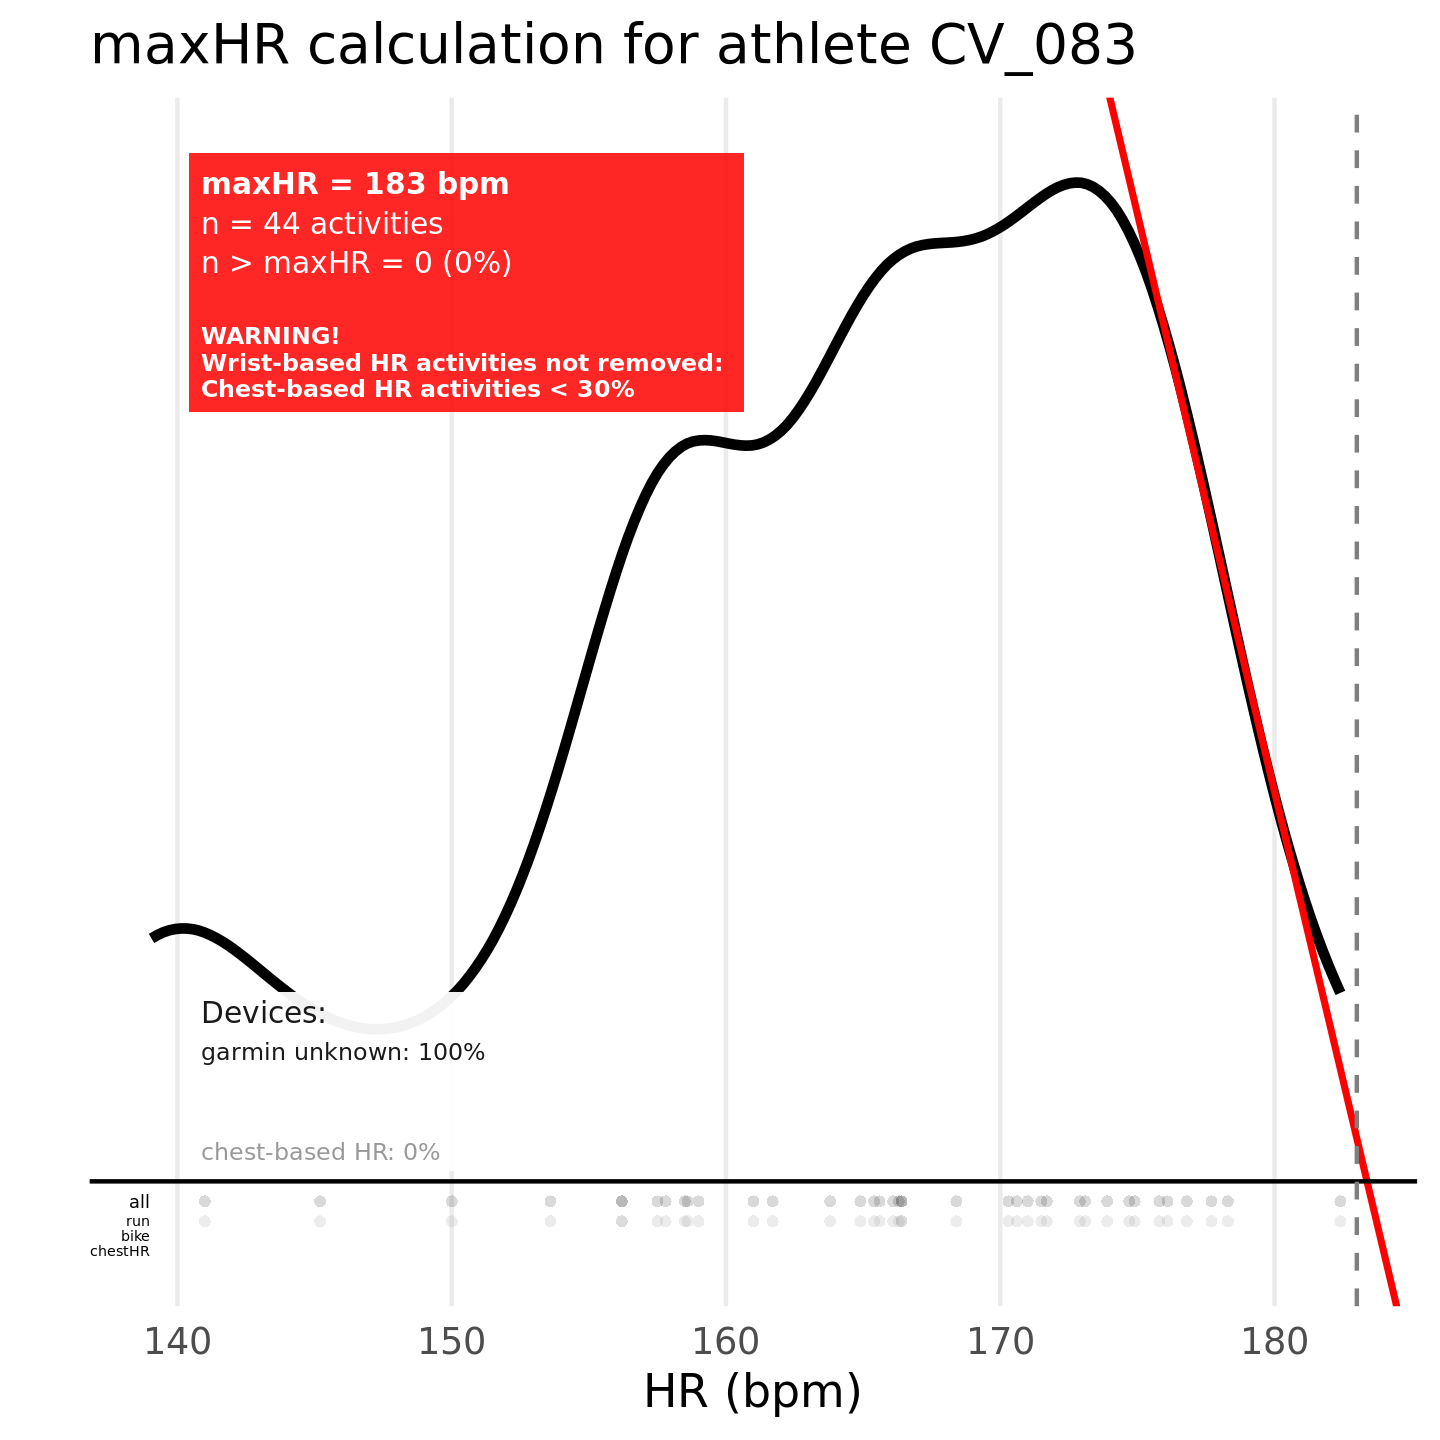 maxHR calculation for athlete CV_083
maxHR = 183 bpm
n = 44 activities
n > maxHR = 0 (0%)
WARNING!
Wrist-based HR activities not removed:
Chest-based HR activities < 30%
Devices:
garmin unknown: 100%
chest-based HR: 0%
all
run
bike
chestHR
140 150 160 170 180
HR (bpm)